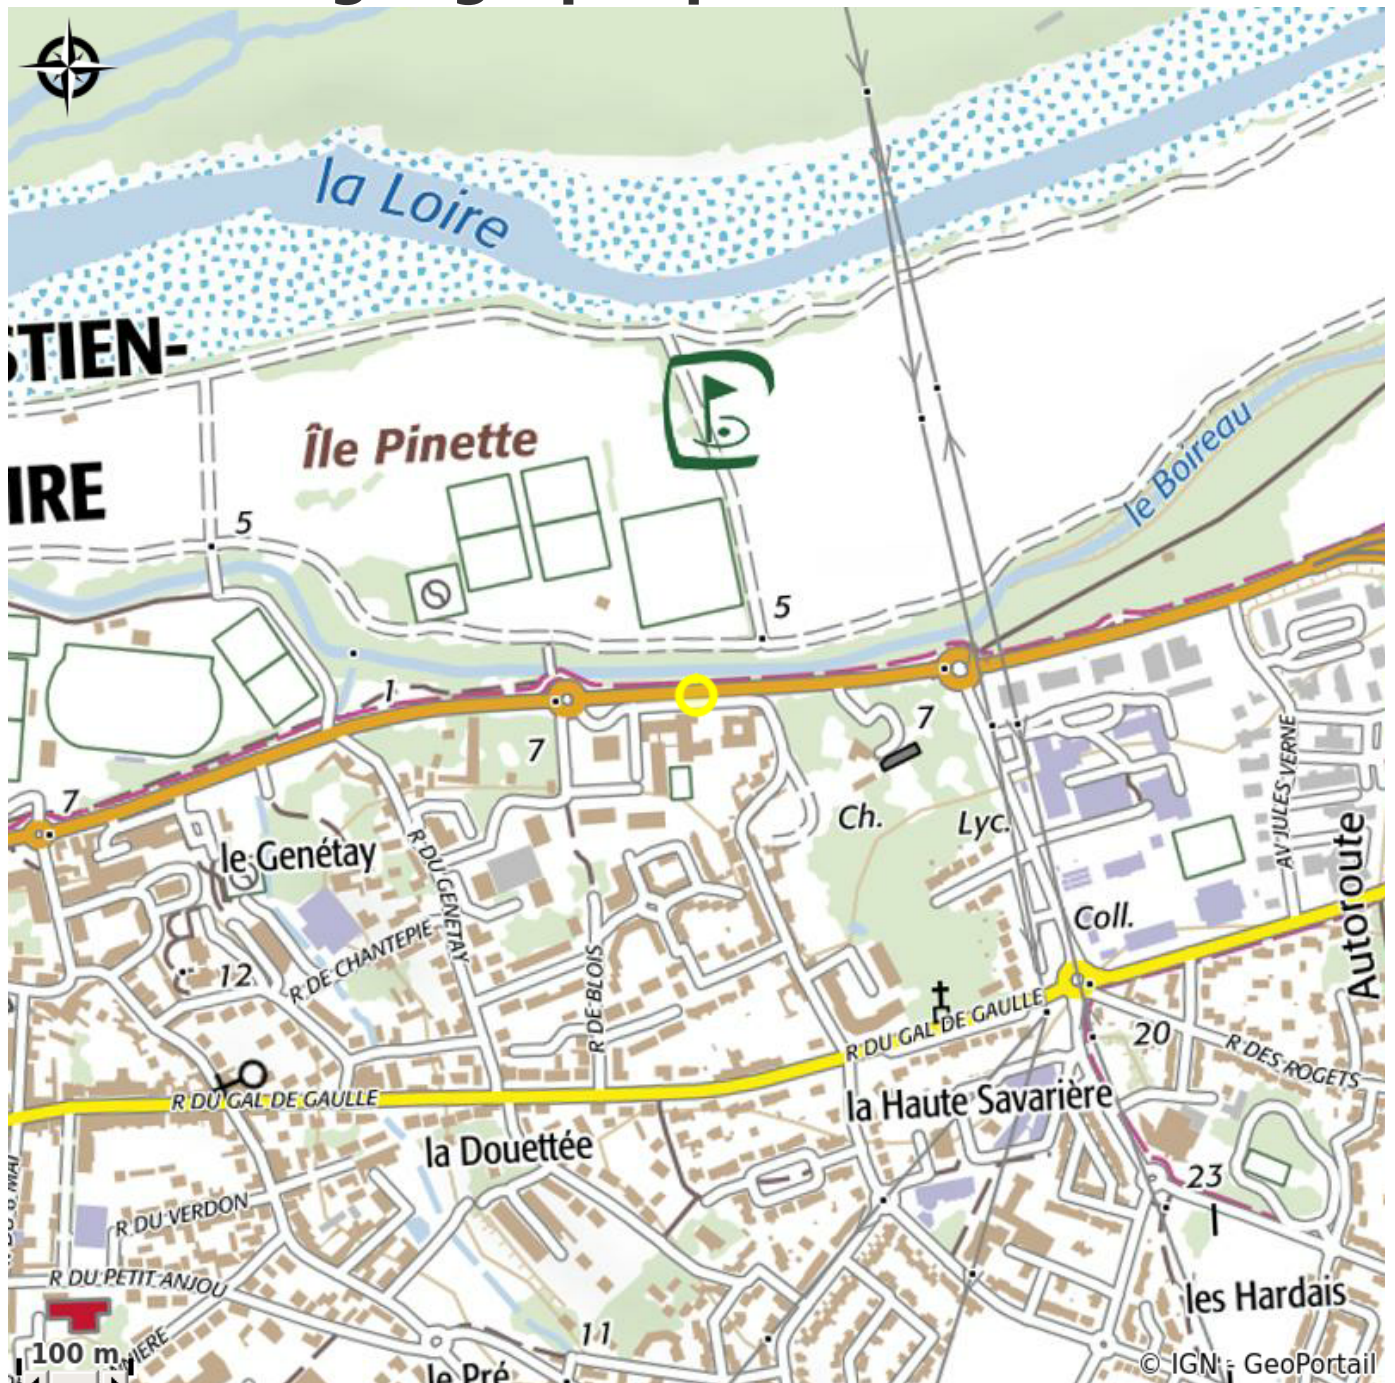 la Loire
STIEN-
Île Pinette
IRE
le Boireau
5
5
1
7
7
7
AV JULES VERNE
Autoroute
Ch.
Lyc.
le Genétay
R DU GENETAY
Coll.
R DE CHANTEPIE
12
R DE BLOIS
R DU GAL DE GAULLE
20
R DES ROGETS
R DU GAL DE GAULLE
la Haute Savarière
la Douettée
23
R DU VERDON
R DU PETIT ANJOU
les Hardais
11
100 m
le Pré
© IGN - GeoPortail